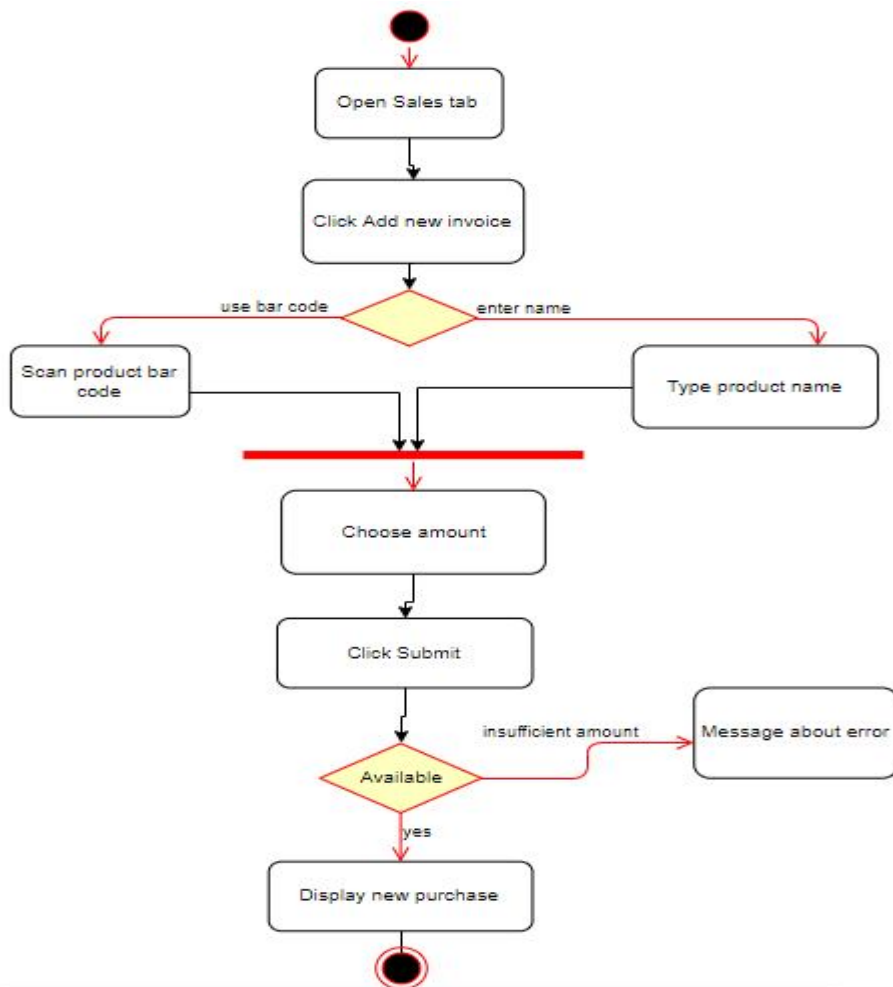 Open Sales tab
Click Add new invoice
use bar code
enter name
Scan product bar
code
Type product name
Choose amount
Click Submit
insufficient amount
Message about error
Available
yes
Display new purchase